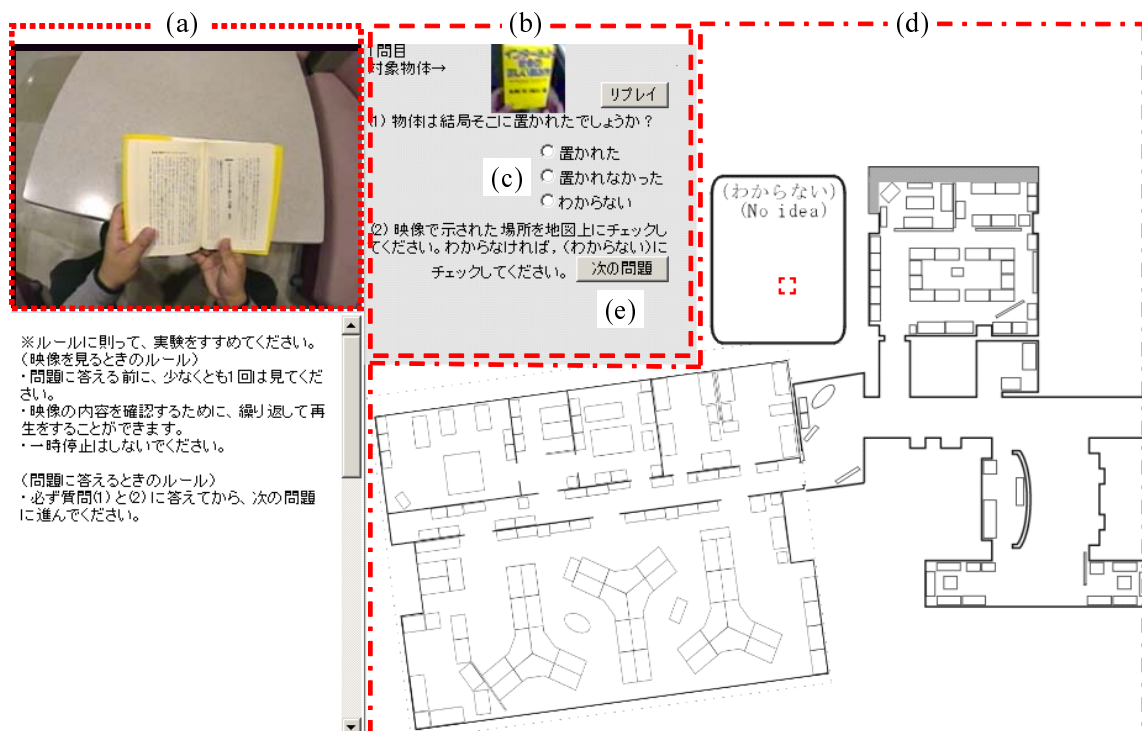 (a)
(b)
(d)
1問目
対象物体→
リプレイ
(1) 物体は結局そこに置かれたでしょうか？
(c)
置かれた
置かれなかった
わからない
(2) 映像で示された場所を地図上にチェックし
てください。わからなければ，(わからない)に
チェックしてください。
次の問題
(e)
(わからない)
(No idea)
※ルールに則って、実験をすすめてください。
(映像を見るときのルール)
・問題に答える前に、少なくとも1回は見てくだ
さい。
・映像の内容を確認するために、繰り返して再
生をすることができます。
・一時停止はしないでください。
(問題に答えるときのルール)
・必ず質問(1)と(2)に答えてから、次の問題
に進んでください。